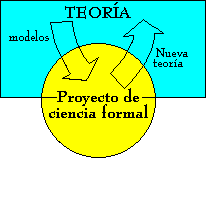 TEORÍA
modelos
Nueva
teoría
Proyecto de
ciencia formal